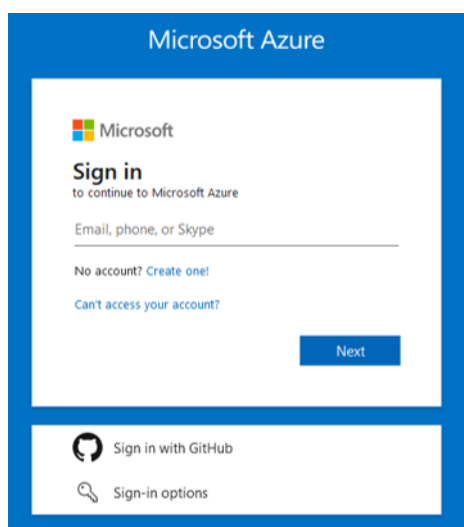 Microsoft Azure
Microsoft
Sign in
to continue to Microsoft Azure
Email, phone, or Skype
No account? Create one!
Can't access your account?
Next
Sign in with GitHub
Sign-in options